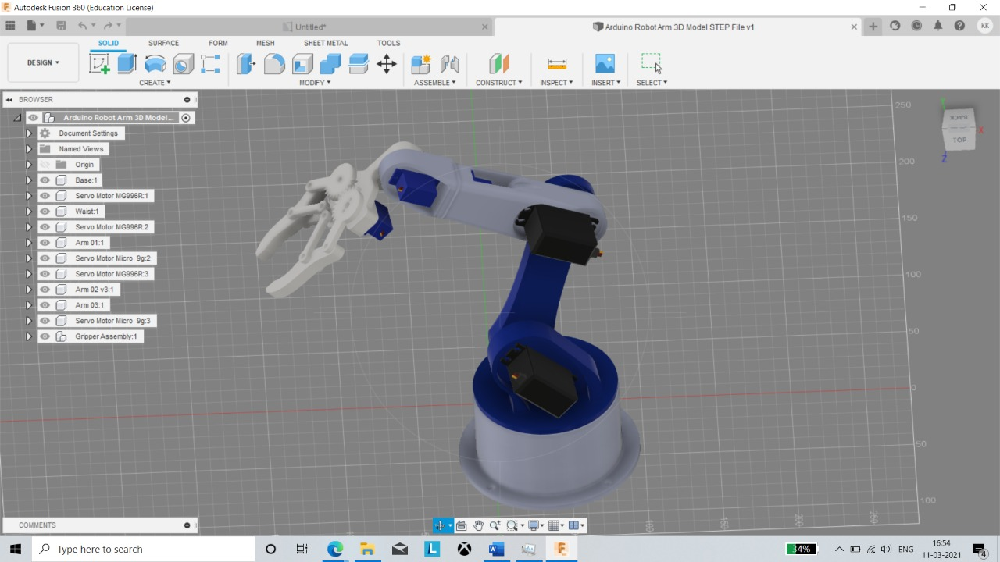 Autodesk Fusion 360 (Education License)
Untitled*
Arduino Robot Arm 3D Model STEP File v1
KK
DESIGN
SOLID SURFACE FORM MESH SHEET METAL TOOLS
CREATE MODIFY ASSEMBLE CONSTRUCT INSPECT INSERT SELECT
BROWSER
Arduino Robot Arm 3D Model...
Document Settings
Named Views
Origin
Base:1
Servo Motor MG996R:1
Waist:1
Servo Motor MG996R:2
Arm 01:1
Servo Motor Micro 9g:2
Servo Motor MG996R:3
Arm 02 v3:1
Arm 03:1
Servo Motor Micro 9g:3
Gripper Assembly:1
250
200
150
100
50
0
50
100
Y
BACK
X
TOP
Z
COMMENTS
Type here to search
34%
ENG
16:54
11-03-2021
4